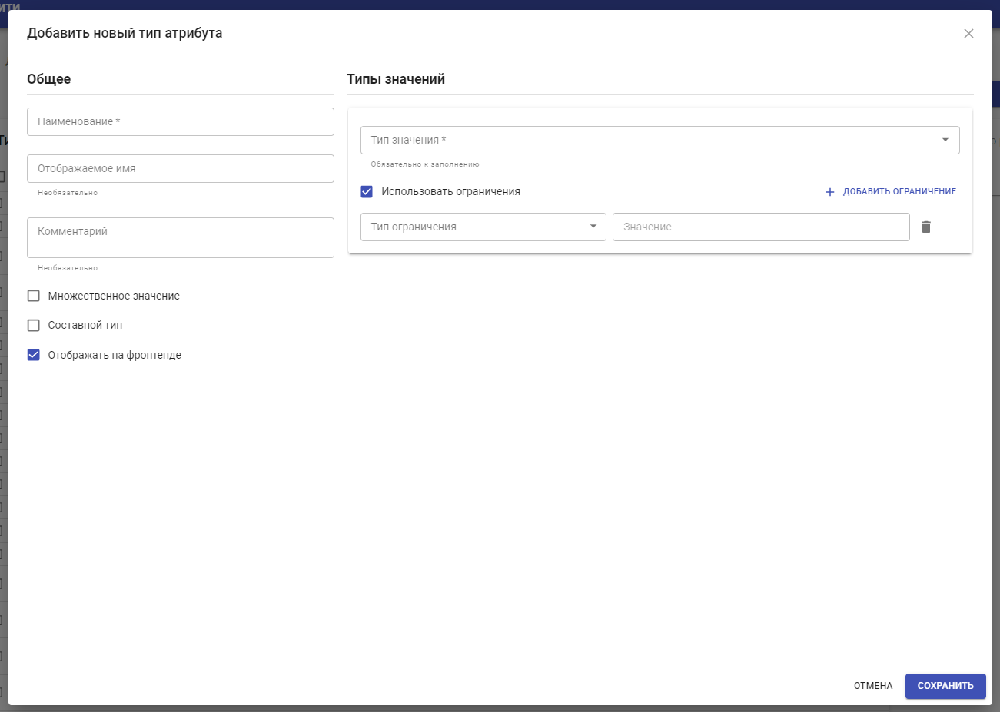 Добавить новый тип атрибута
Общее
Наименование *
Отображаемое имя
Необязательно
Комментарий
Необязательно
Множественное значение
Составной тип
Отображать на фронтенде
Типы значений
Тип значения *
Обязательно к заполнению
Использовать ограничения
ДОБАВИТЬ ОГРАНИЧЕНИЕ
Тип ограничения
Значение
ОТМЕНА
СОХРАНИТЬ